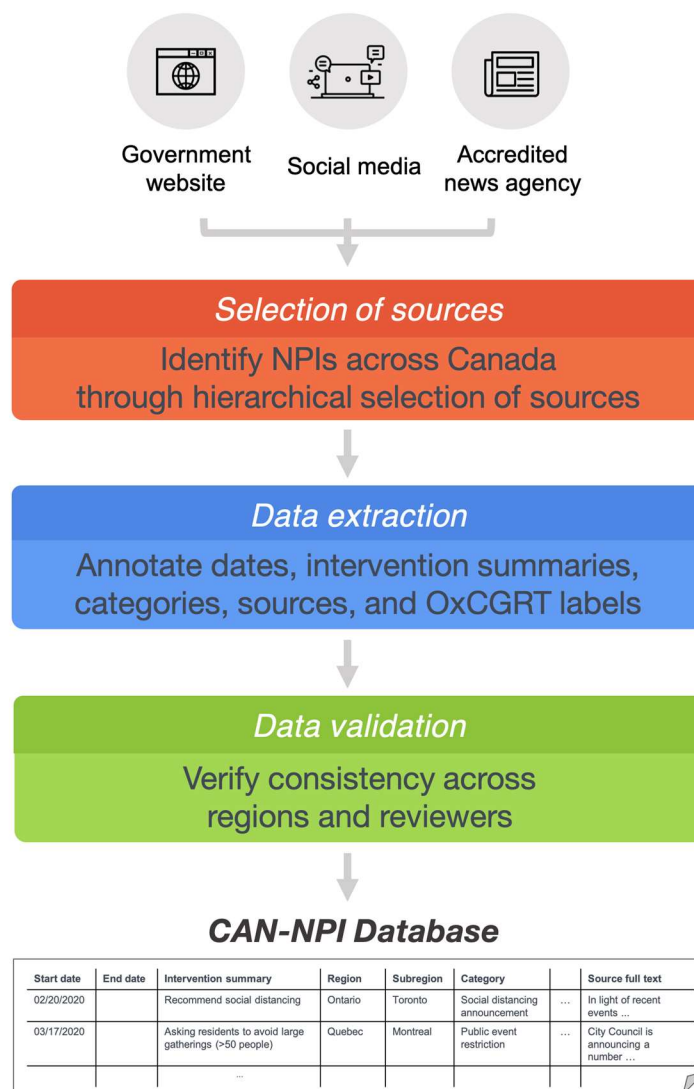 Government
website
Social media
Accredited
news agency
Selection of sources
Identify NPIs across Canada
through hierarchical selection of sources
Data extraction
Annotate dates, intervention summaries,
categories, sources, and OxCGRT labels
Data validation
Verify consistency across
regions and reviewers
CAN-NPI Database
Start date End date Intervention summary Region Subregion Category Source full text
02/20/2020 Recommend social distancing Ontario Toronto Social distancing announcement ... In light of recent events ...
03/17/2020 Asking residents to avoid large gatherings (>50 people) Quebec Montreal Public event restriction ... City Council is announcing a number ...
...